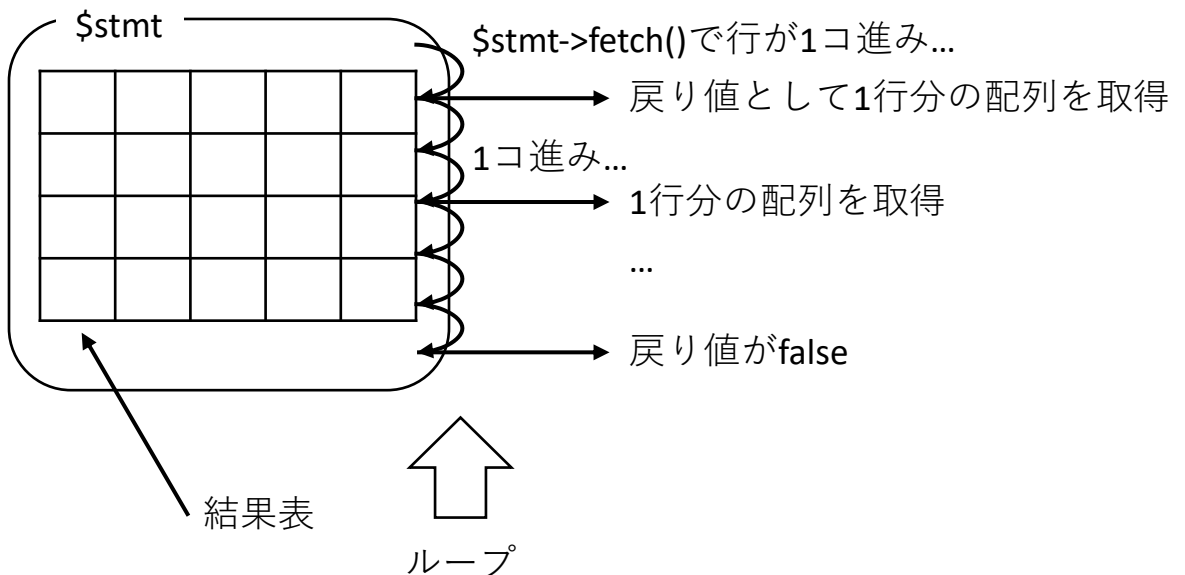 $stmt
$stmt->fetch()で行が1コ進み…
戻り値として1行分の配列を取得
1コ進み…
1行分の配列を取得
…
戻り値がfalse
結果表
ループ